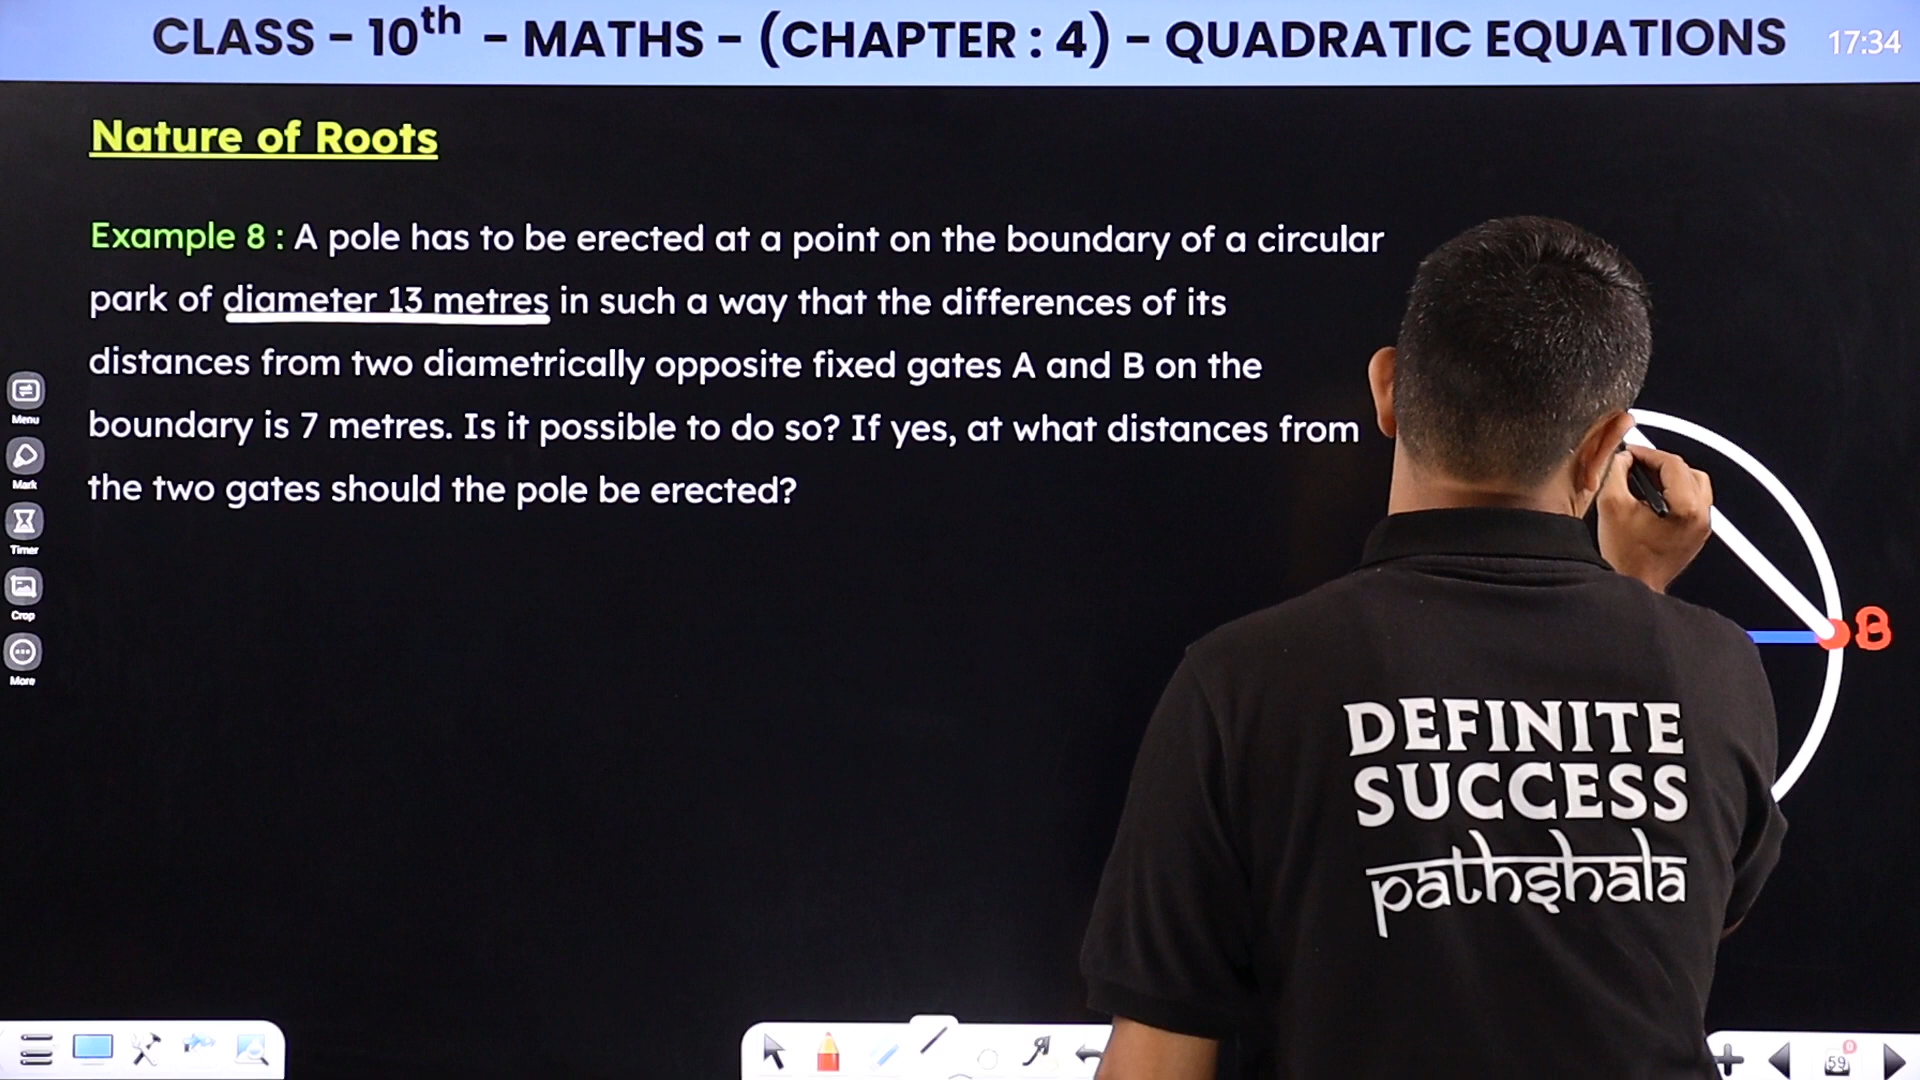 CLASS - 10th - MATHS - (CHAPTER : 4) - QUADRATIC EQUATIONS
17:34
Nature of Roots
Example 8 : A pole has to be erected at a point on the boundary of a circular
park of diameter 13 metres in such a way that the differences of its
distances from two diametrically opposite fixed gates A and B on the
boundary is 7 metres. Is it possible to do so? If yes, at what distances from
the two gates should the pole be erected?
Menu
Mark
Timer
Crop
More
B
DEFINITE
SUCCESS
pathshala
59
0